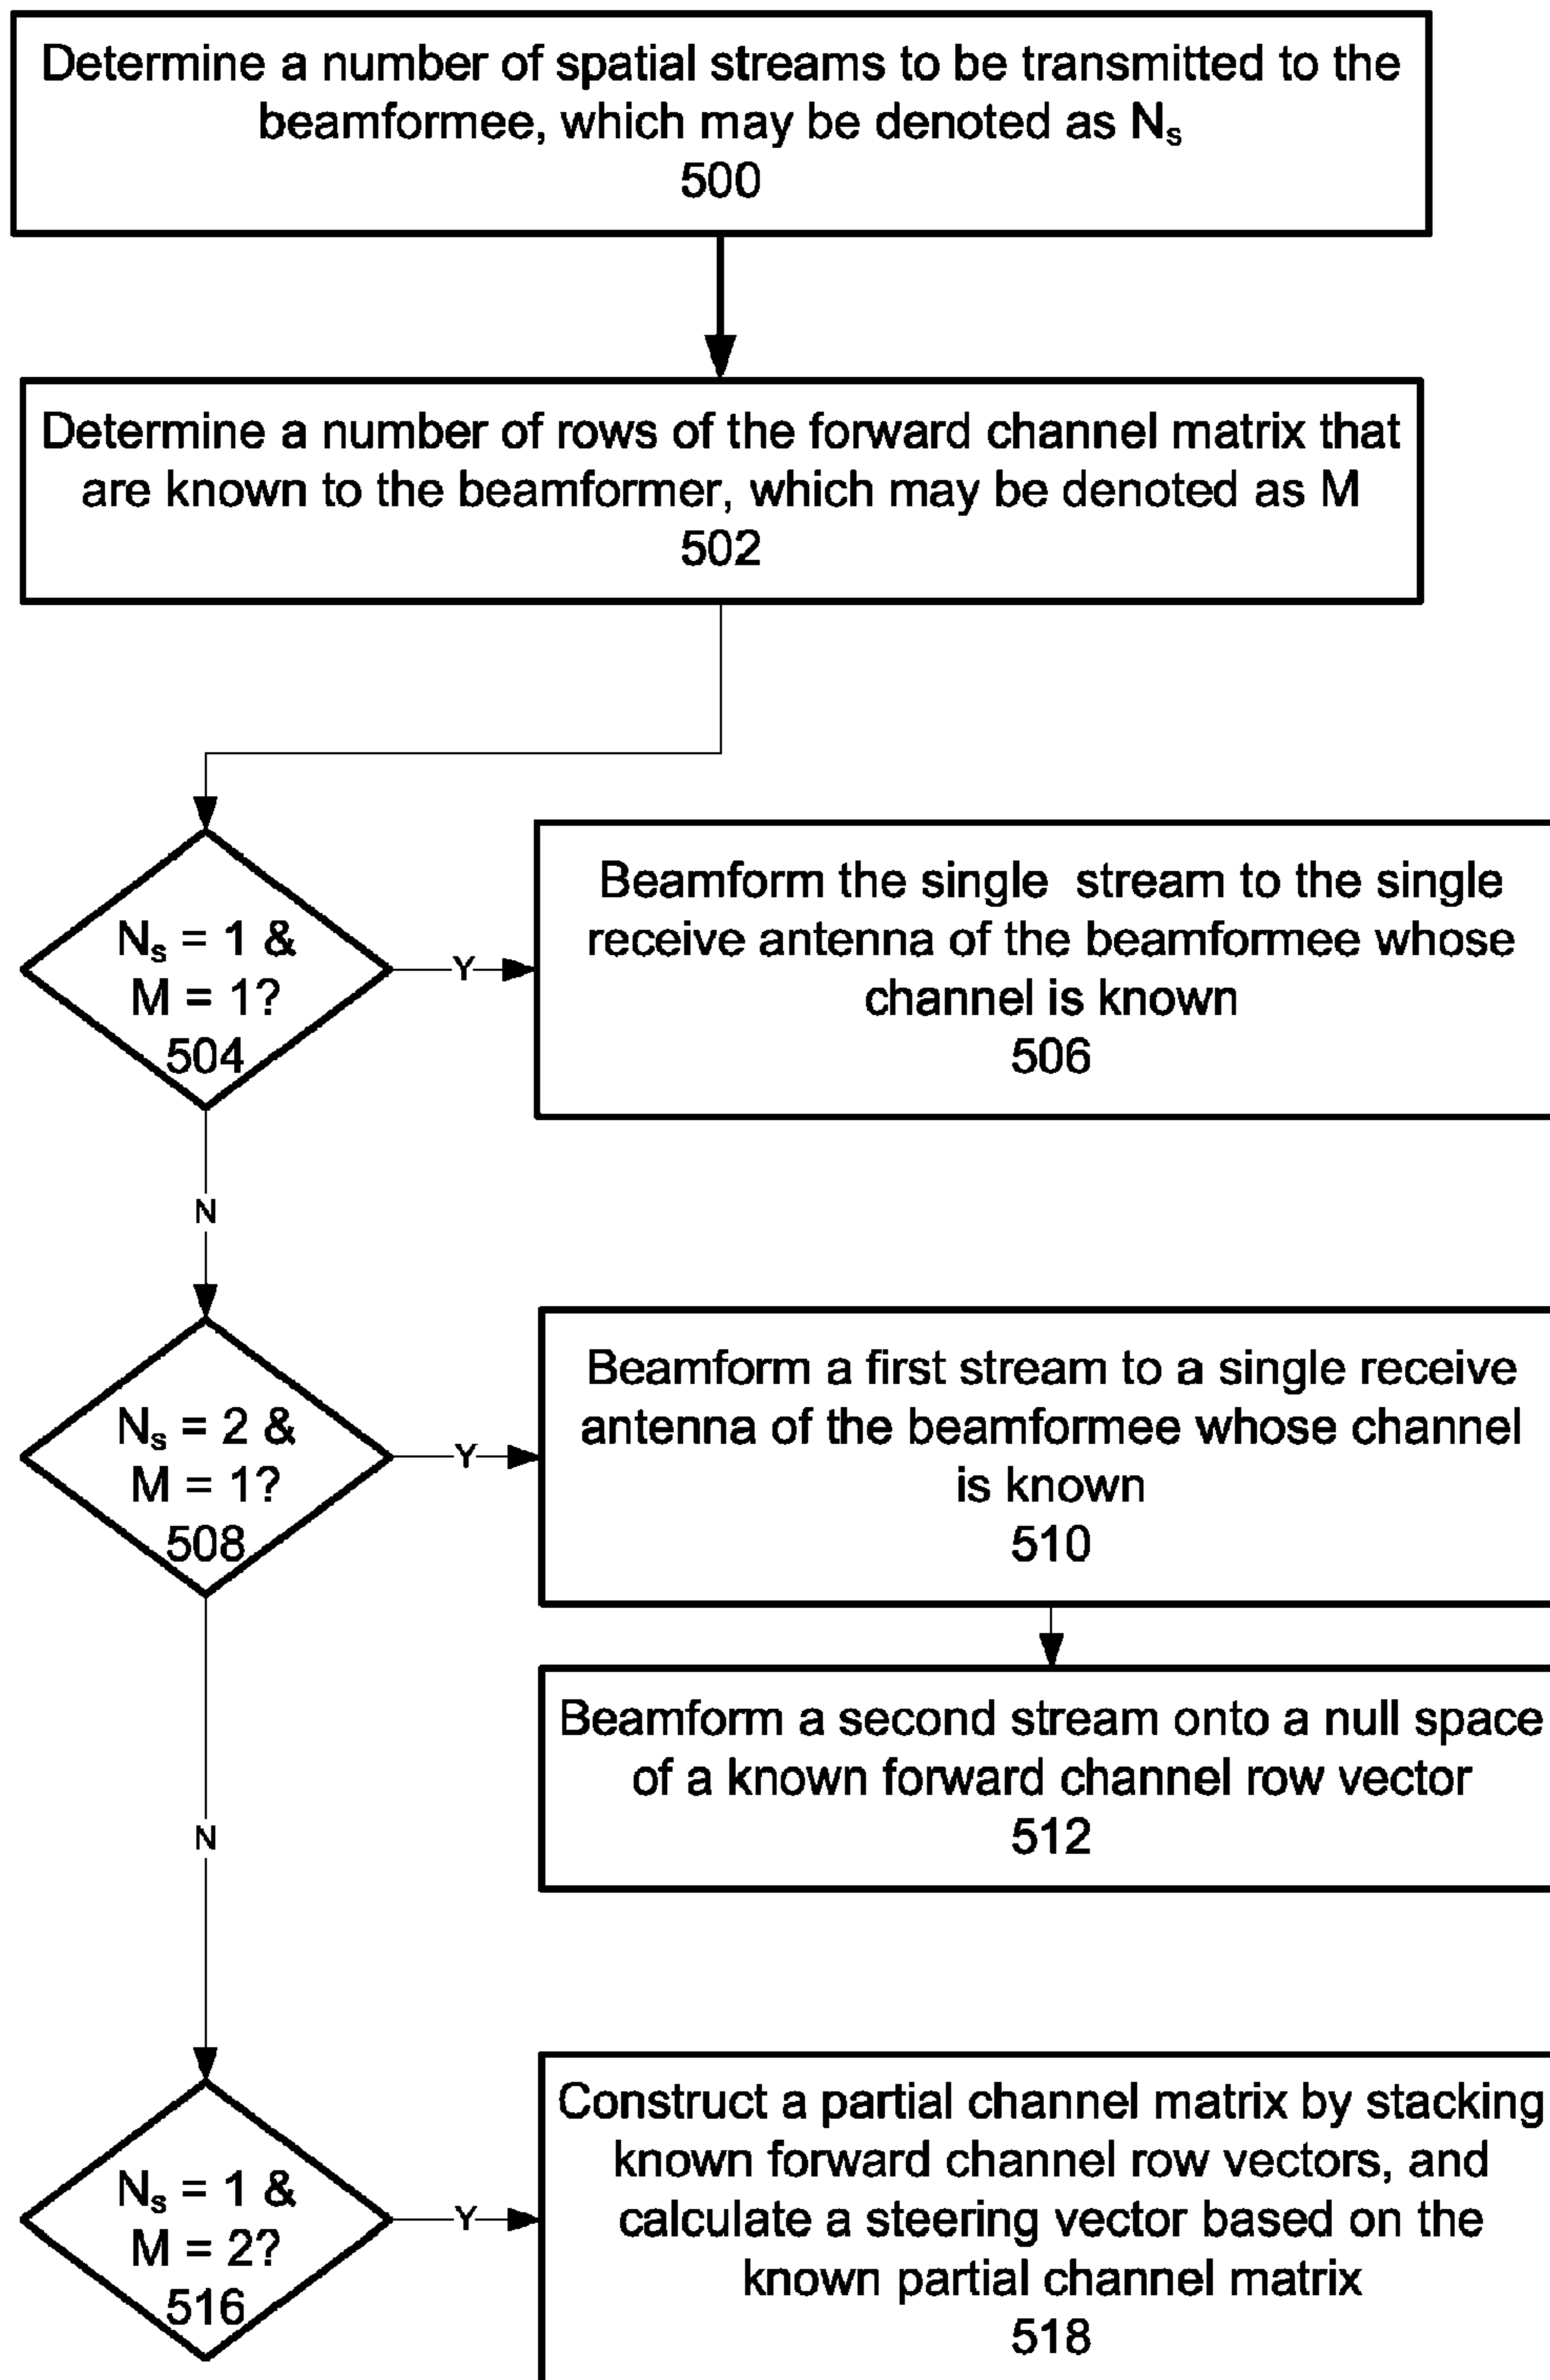 Determine a number of spatial streams to be transmitted to the
beamformee, which may be denoted as Ns
500
Determine a number of rows of the forward channel matrix that
are known to the beamformer, which may be denoted as M
502
Ns = 1 &
M = 1?
504
Y
Beamform the single stream to the single
receive antenna of the beamformee whose
channel is known
506
N
Ns = 2 &
M = 1?
508
Y
Beamform a first stream to a single receive
antenna of the beamformee whose channel
is known
510
Beamform a second stream onto a null space
of a known forward channel row vector
512
N
Ns = 1 &
M = 2?
516
Y
Construct a partial channel matrix by stacking
known forward channel row vectors, and
calculate a steering vector based on the
known partial channel matrix
518